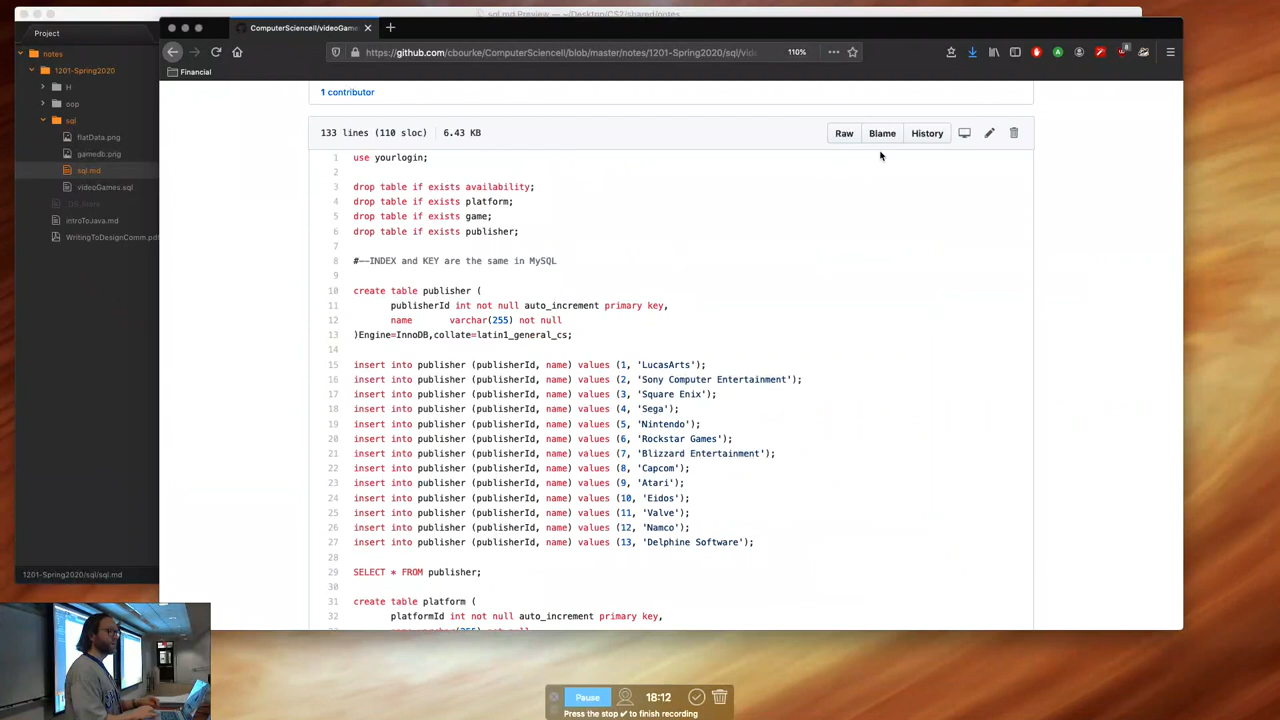 sql.md Preview — ~/Desktop/CS2/shared/notes
Project
notes
1201-Spring2020
H
oop
sql
flatData.png
gamedb.png
sql.md
videoGames.sql
.DS_Store
introToJava.md
WritingToDesignComm.pdf
1201-Spring2020/sql/sql.md
ComputerScienceII/videoGame
https://github.com/cbourke/ComputerScienceII/blob/master/notes/1201-Spring2020/sql/vid
110%
8
Financial
1 contributor
133 lines (110 sloc) 6.43 KB
Raw Blame History
1 use yourlogin;
2
3 drop table if exists availability;
4 drop table if exists platform;
5 drop table if exists game;
6 drop table if exists publisher;
7
8 #--INDEX and KEY are the same in MySQL
9
10 create table publisher (
11 publisherId int not null auto_increment primary key,
12 name varchar(255) not null
13 )Engine=InnoDB,collate=latin1_general_cs;
14
15 insert into publisher (publisherId, name) values (1, 'LucasArts');
16 insert into publisher (publisherId, name) values (2, 'Sony Computer Entertainment');
17 insert into publisher (publisherId, name) values (3, 'Square Enix');
18 insert into publisher (publisherId, name) values (4, 'Sega');
19 insert into publisher (publisherId, name) values (5, 'Nintendo');
20 insert into publisher (publisherId, name) values (6, 'Rockstar Games');
21 insert into publisher (publisherId, name) values (7, 'Blizzard Entertainment');
22 insert into publisher (publisherId, name) values (8, 'Capcom');
23 insert into publisher (publisherId, name) values (9, 'Atari');
24 insert into publisher (publisherId, name) values (10, 'Eidos');
25 insert into publisher (publisherId, name) values (11, 'Valve');
26 insert into publisher (publisherId, name) values (12, 'Namco');
27 insert into publisher (publisherId, name) values (13, 'Delphine Software');
28
29 SELECT * FROM publisher;
30
31 create table platform (
32 platformId int not null auto_increment primary key,
Pause
18:12
Press the stop ✔ to finish recording